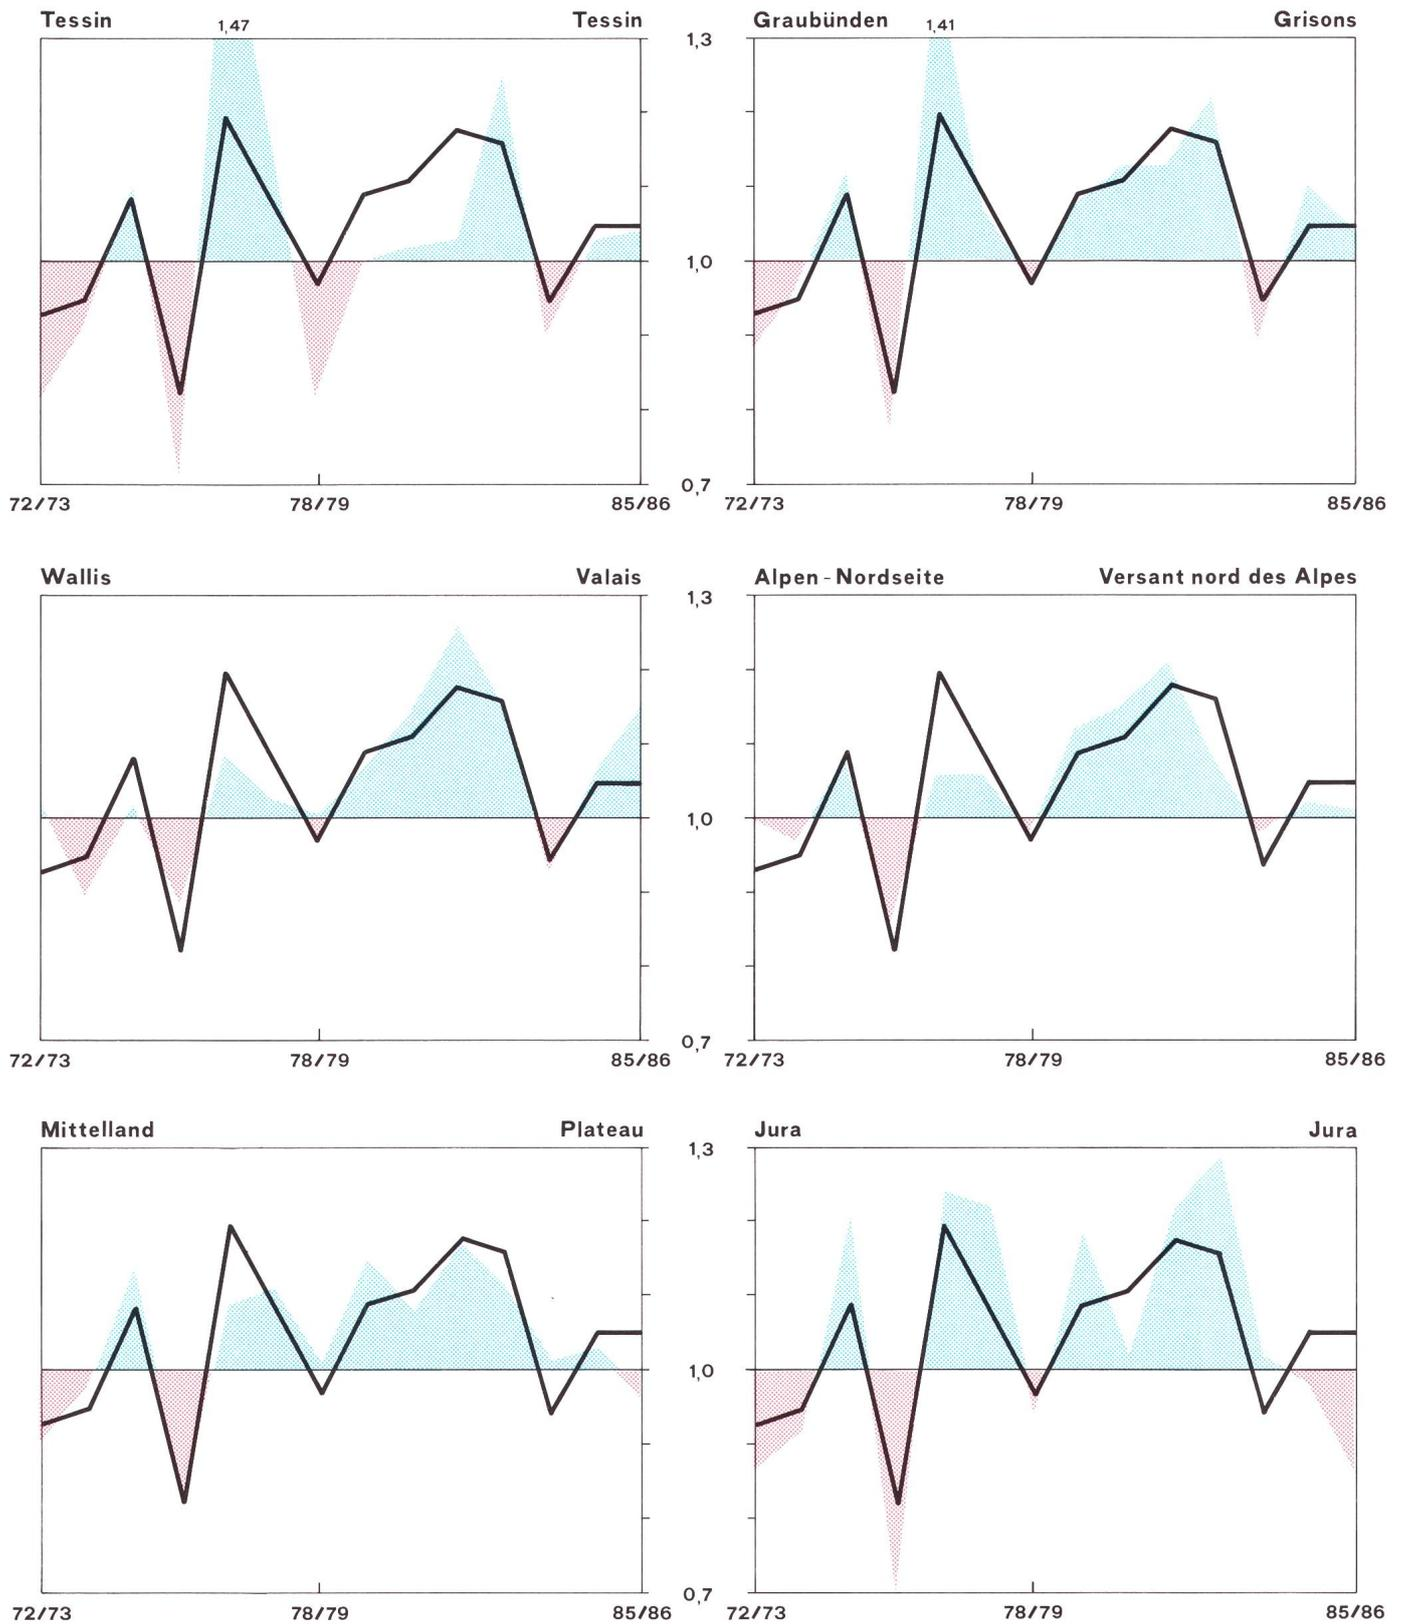 Tessin Tessin Graubünden Grisons
1,47 1,41
1,3
1,0
0,7
72/73 78/79 85/86 72/73 78/79 85/86
Wallis Valais Alpen-Nordseite Versant nord des Alpes
1,3
1,0
0,7
72/73 78/79 85/86 72/73 78/79 85/86
Mittelland Plateau Jura Jura
1,3
1,0
0,7
72/73 78/79 85/86 72/73 78/79 85/86